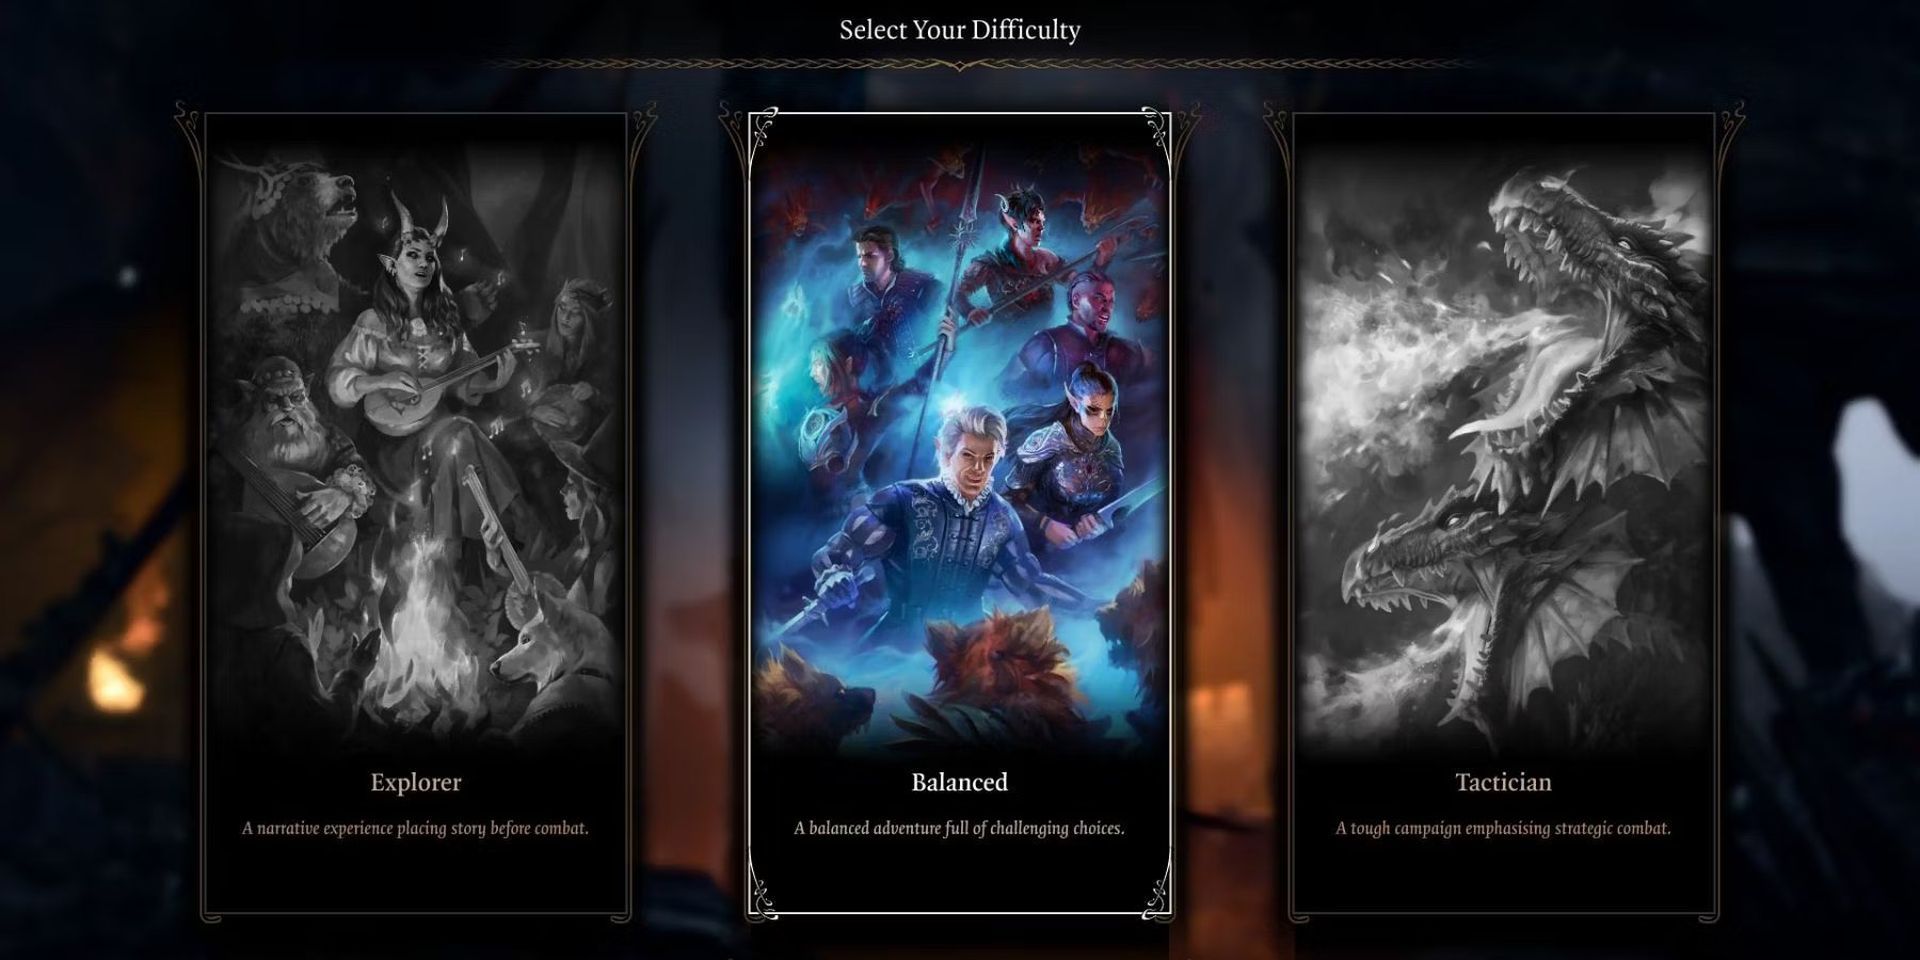 Select Your Difficulty
Explorer
A narrative experience placing story before combat.
Balanced
A balanced adventure full of challenging choices.
Tactician
A tough campaign emphasising strategic combat.